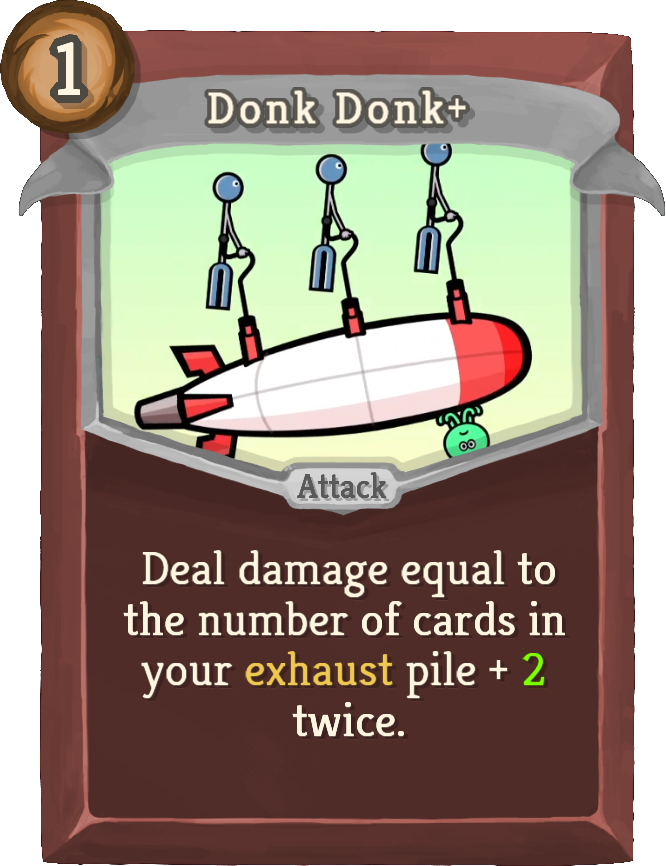 1
Donk Donk+
Attack
Deal damage equal to
the number of cards in
your exhaust pile + 2
twice.